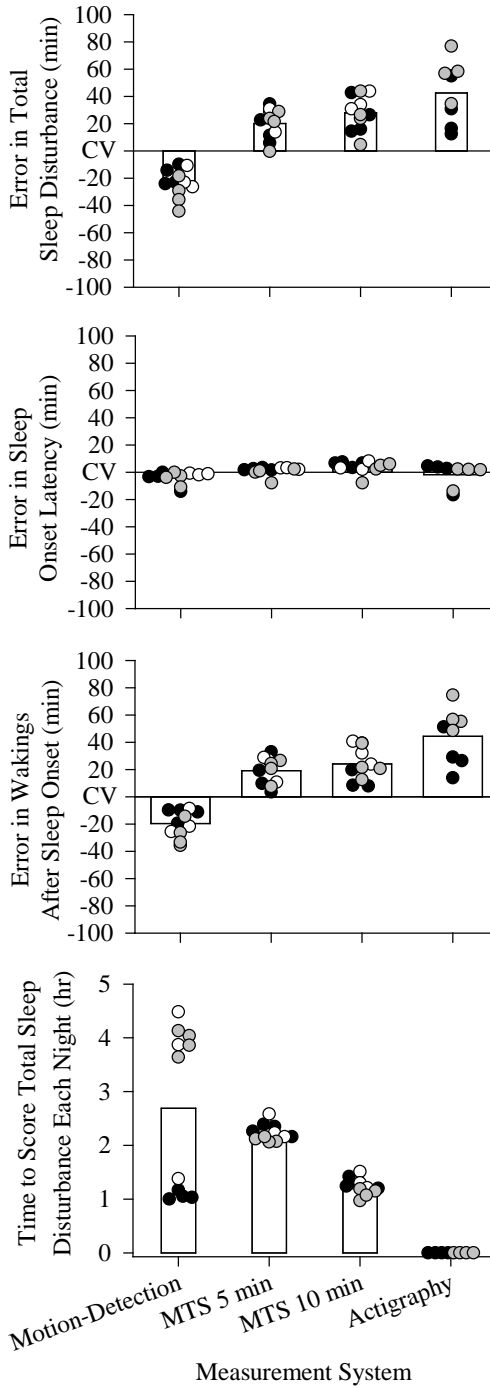 Error in Total
Sleep Disturbance (min)
100
80
60
40
20
CV
-20
-40
-60
-80
-100
Error in Sleep
Onset Latency (min)
100
80
60
40
20
CV
-20
-40
-60
-80
-100
Error in Wakings
After Sleep Onset (min)
100
80
60
40
20
CV
-20
-40
-60
-80
-100
Time to Score Total Sleep
Disturbance Each Night (hr)
5
4
3
2
1
0
Motion-Detection
MTS 5 min
MTS 10 min
Actigraphy
Measurement System